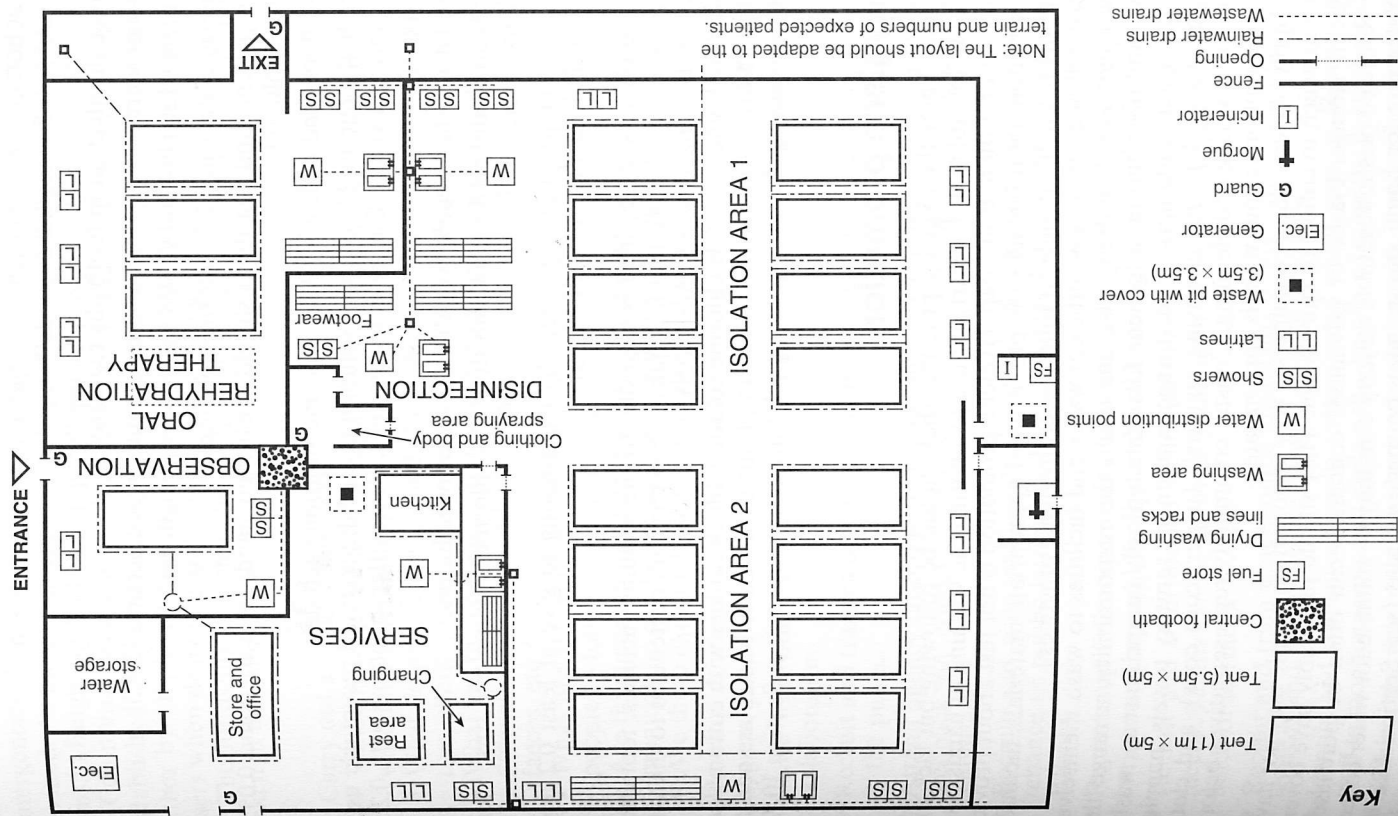 Key
Tent (11m × 5m)
Tent (5.5m × 5m)
Central footpath
FS Fuel store
Drying washing
lines and racks
Washing area
W Water distribution points
S S Showers
L L Latrines
Waste pit with cover
(3.5m × 3.5m)
Elec. Generator
G Guard
Morgue
I Incinerator
Fence
Opening
Rainwater drains
Wastewater drains
S S
S S
W
L L
S S
L L
G
Elec.
Changing
Rest
area
Store and
office
Water
storage
ISOLATION AREA 2
L L
L L
L L
SERVICES
W
W
Kitchen
S S
L L
OBSERVATION
G
ENTRANCE
G
Clothing and body
spraying area
DISINFECTION
ORAL
REHYDRATION
THERAPY
I
FS
W
S S
Footwear
ISOLATION AREA 1
L L
L L
L L
L L
L L
L L
W
W
L L
S S
S S
S S
S S
EXIT
G
Note: The layout should be adapted to the
terrain and numbers of expected patients.